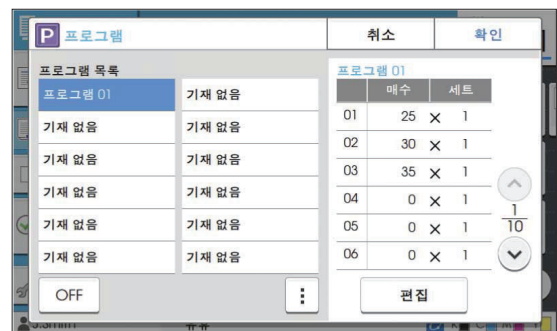 프로그램
취소
확인
프로그램 목록
프로그램 01
기재 없음
기재 없음
기재 없음
기재 없음
기재 없음
기재 없음
기재 없음
기재 없음
기재 없음
기재 없음
기재 없음
OFF
프로그램 01
매수 세트
01 25 × 1
02 30 × 1
03 35 × 1
04 0 × 1
05 0 × 1
06 0 × 1
1
10
편집